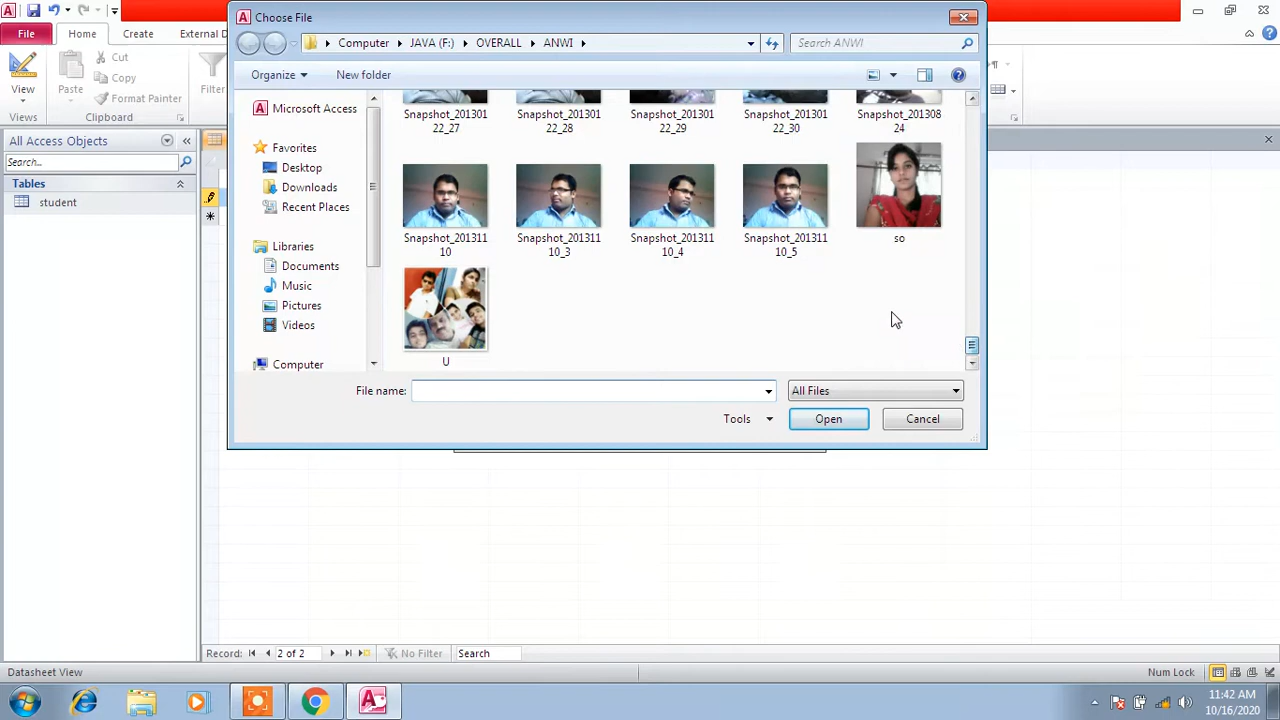 Choose File
File
Home
Create
External D
View
Paste
Cut
Copy
Format Painter
Filter
Views
Clipboard
Computer
JAVA (F:)
OVERALL
ANWI
Search ANWI
Organize
New folder
Microsoft Access
Favorites
Desktop
Downloads
Recent Places
Libraries
Documents
Music
Pictures
Videos
Computer
Snapshot_201301
22_27
Snapshot_201301
22_28
Snapshot_201301
22_29
Snapshot_201301
22_30
Snapshot_201308
24
Snapshot_201311
10
Snapshot_201311
10_3
Snapshot_201311
10_4
Snapshot_201311
10_5
so
U
File name:
All Files
Tools
Open
Cancel
All Access Objects
Search...
Tables
student
Record:
2 of 2
No Filter
Search
Datasheet View
Num Lock
11:42 AM
10/16/2020